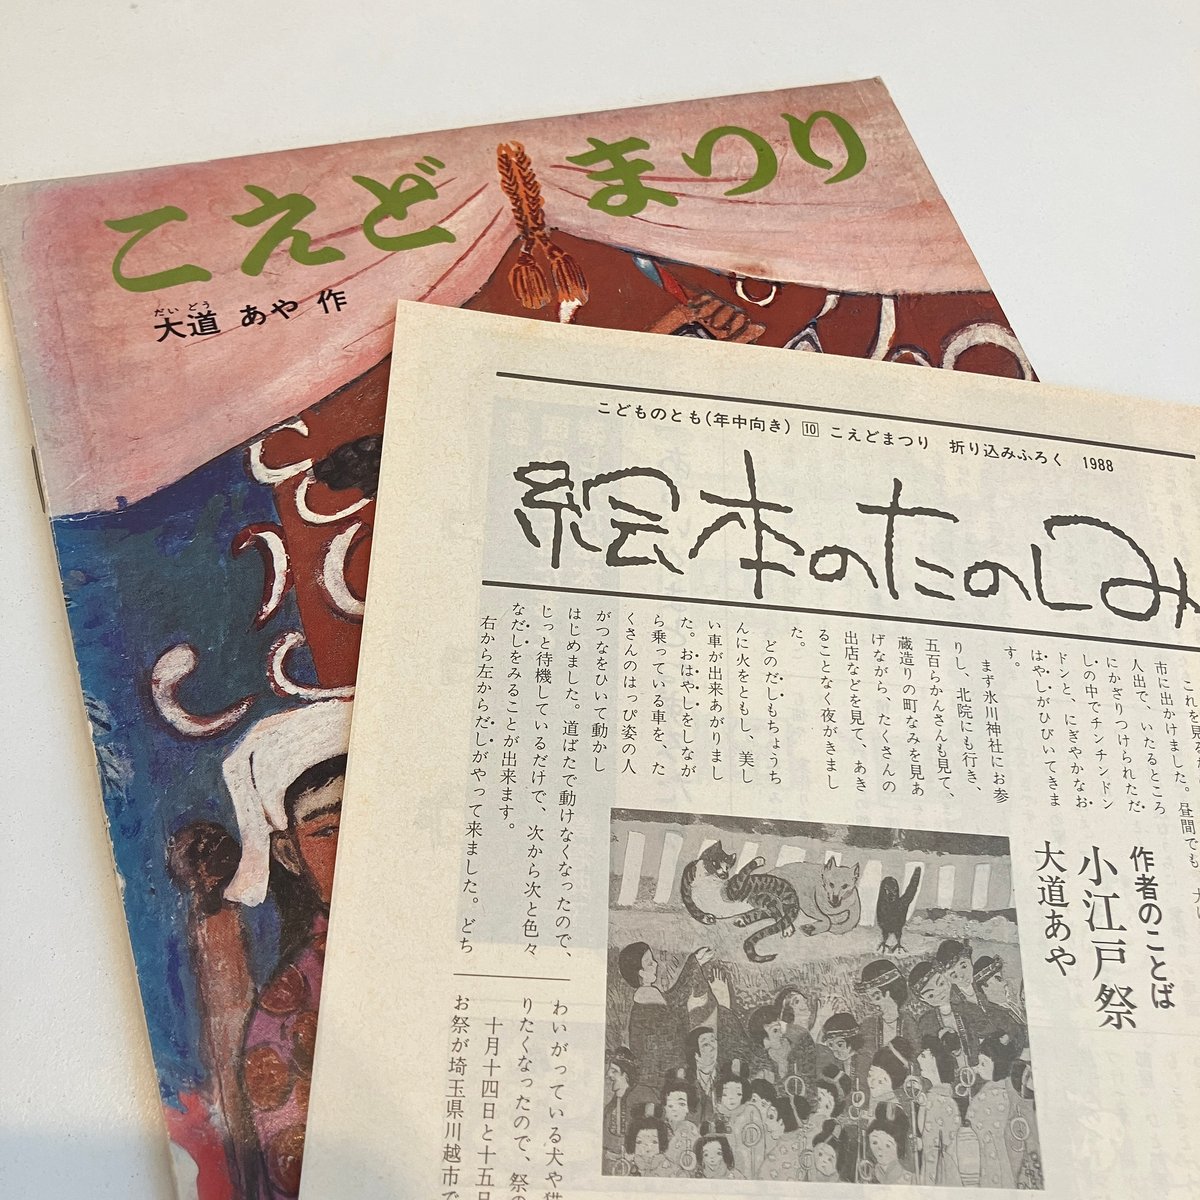 こえどまつり
だいどう
大道 あや 作
こどものとも(年中向き) 10 こえどまつり 折り込みふろく 1988
絵本のたのしみ
作者のことば
小江戸祭
大道あや
わいがっている犬や猫
りたくなったので、祭の
十月十四日と十五日
お祭が埼玉県川越市で
これを見る
市に出かけました。昼間でも、
人出で、いたるところ
にかざりつけられただ
しの中でチンチンドン
ドンと、にぎやかなお
はやしがひびいてきま
す。
まず氷川神社にお参
りし、北院にも行き、
五百らかんさんも見て、
蔵造りの町なみを見あ
げながら、たくさんの
出店などを見て、あき
ることなく夜がきまし
た。
どのだしもちょうち
んに火をともし、美し
い車が出来あがりまし
た。おはやしをしなが
ら乗っている車を、た
くさんのはっぴ姿の人
がつなをひいて動かし
はじめました。道ばたで動けなくなったので、
じっと待機しているだけで、次から次と色々
なだしをみることが出来ます。
右から左からだしがやって来ました。どち